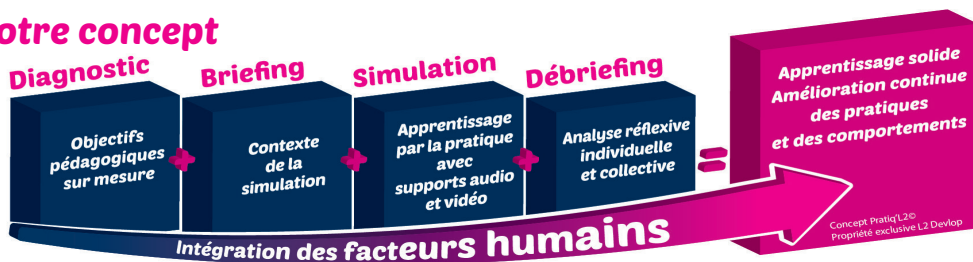 otre concept
Diagnostic
Objectifs
pédagogiques
sur mesure
+
Briefing
Contexte
de la
simulation
+
Simulation
Apprentissage
par la pratique
avec
supports audio
et vidéo
+
Débriefing
Analyse réflexive
individuelle
et collective
=
Apprentissage solide
Amélioration continue
des pratiques
et des comportements
Intégration des facteurs humains
Concept Pratiq'L2©
Propriété exclusive L2 Devlop